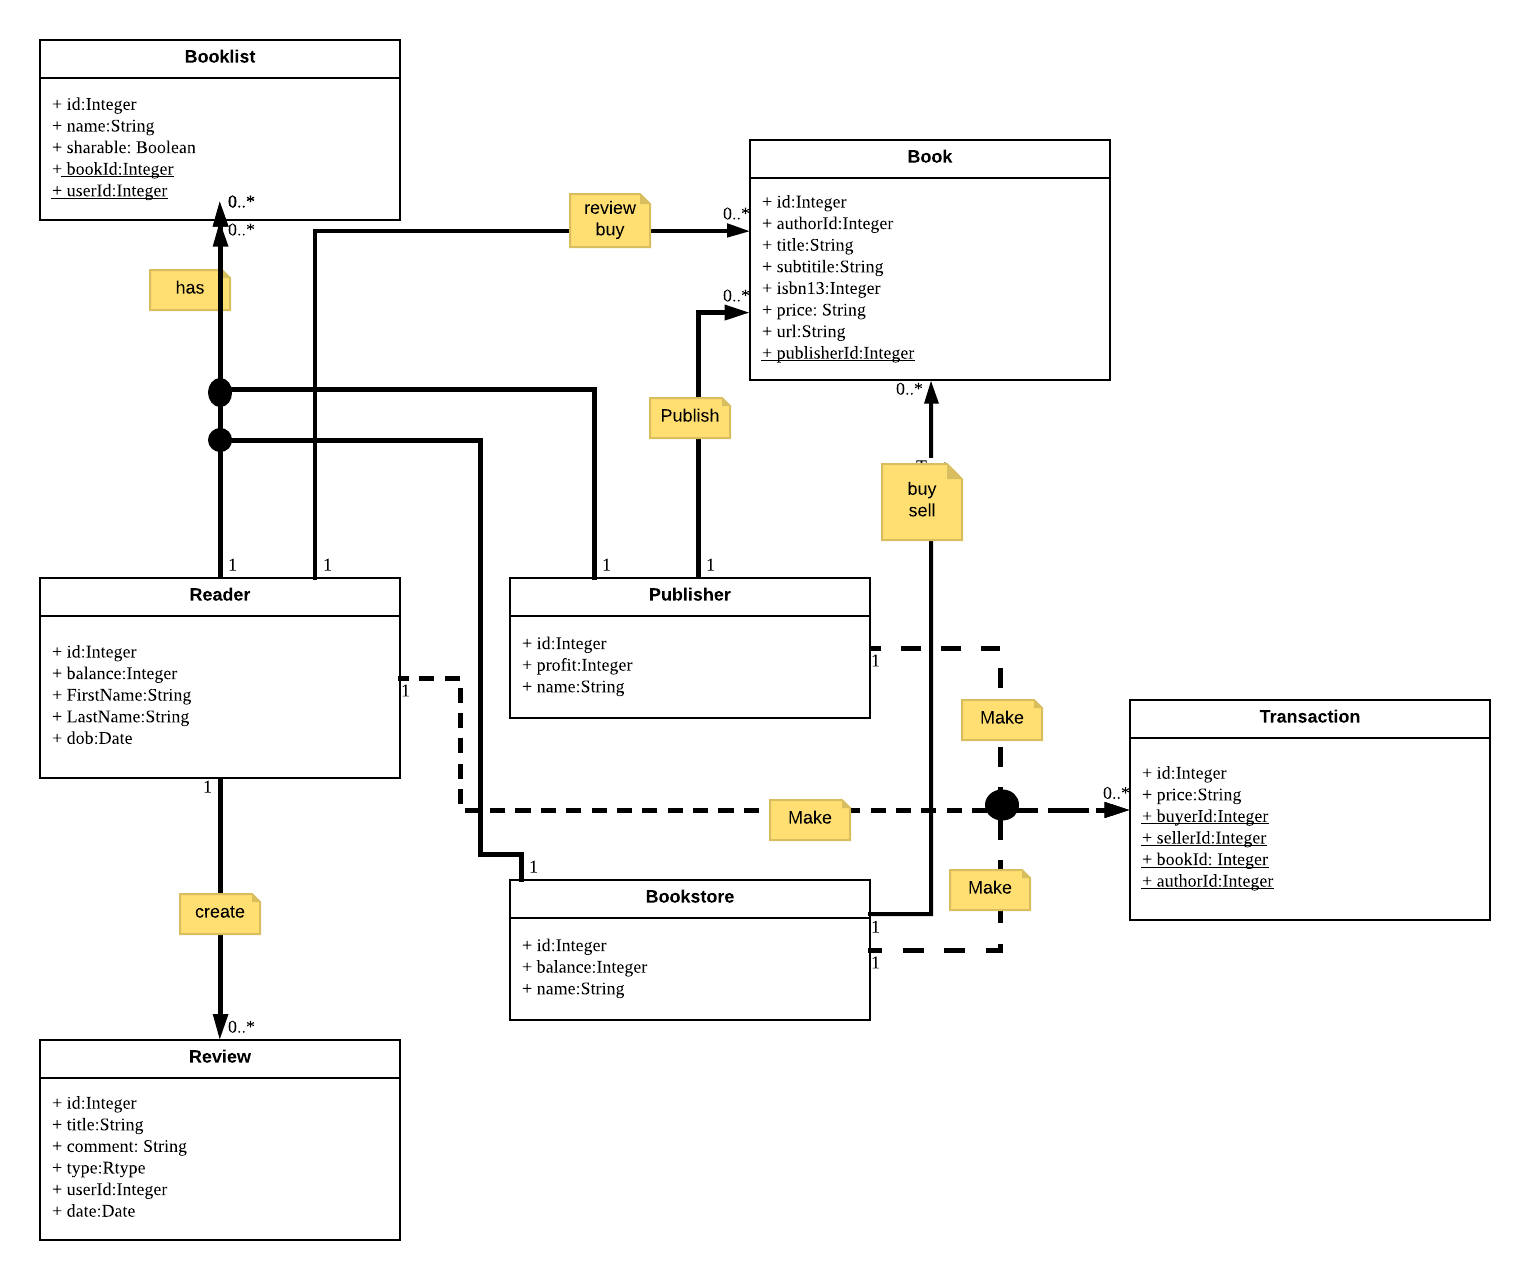 Booklist
+ id:Integer
+ name:String
+ sharable: Boolean
+ bookId:Integer
+ userId:Integer
0..*
0..*
has
review
buy
0..*
Book
+ id:Integer
+ authorId:Integer
+ title:String
+ subtitile:String
+ isbn13:Integer
+ price: String
+ url:String
+ publisherId:Integer
0..*
Publish
0..*
buy
sell
1
1
1
1
Reader
+ id:Integer
+ balance:Integer
+ FirstName:String
+ LastName:String
+ dob:Date
1
1
Publisher
+ id:Integer
+ profit:Integer
+ name:String
1
Make
Make
Make
0..*
Transaction
+ id:Integer
+ price:String
+ buyerId:Integer
+ sellerId:Integer
+ bookId: Integer
+ authorId:Integer
1
Bookstore
+ id:Integer
+ balance:Integer
+ name:String
1
1
create
0..*
Review
+ id:Integer
+ title:String
+ comment: String
+ type:Rtype
+ userId:Integer
+ date:Date